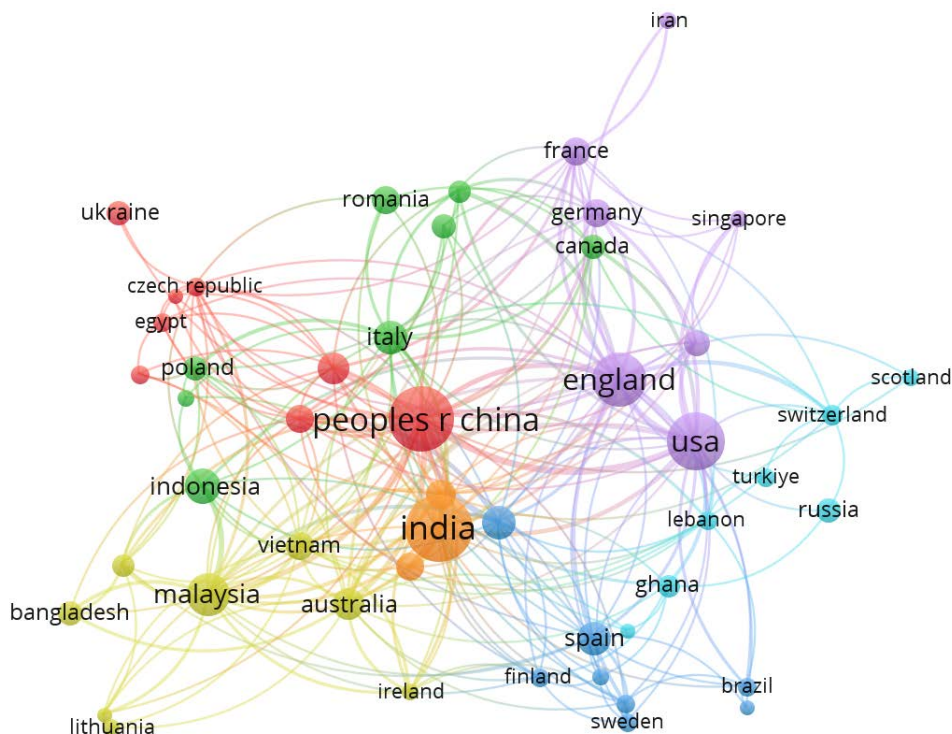 iran
france
romania
germany
singapore
ukraine
canada
czech republic
egypt
italy
poland
england
scotland
peoples r china
switzerland
usa
turkiye
indonesia
lebanon
russia
india
vietnam
ghana
malaysia
australia
bangladesh
spain
finland
ireland
brazil
sweden
lithuania